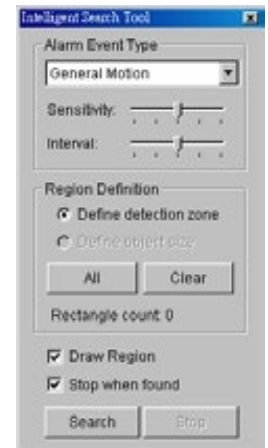 Intelligent Search Tool
Alarm Event Type
General Motion
Sensitivity:
Interval:
Region Definition
Define detection zone
Define object size
All Clear
Rectangle count: 0
Draw Region
Stop when found
Search Stop